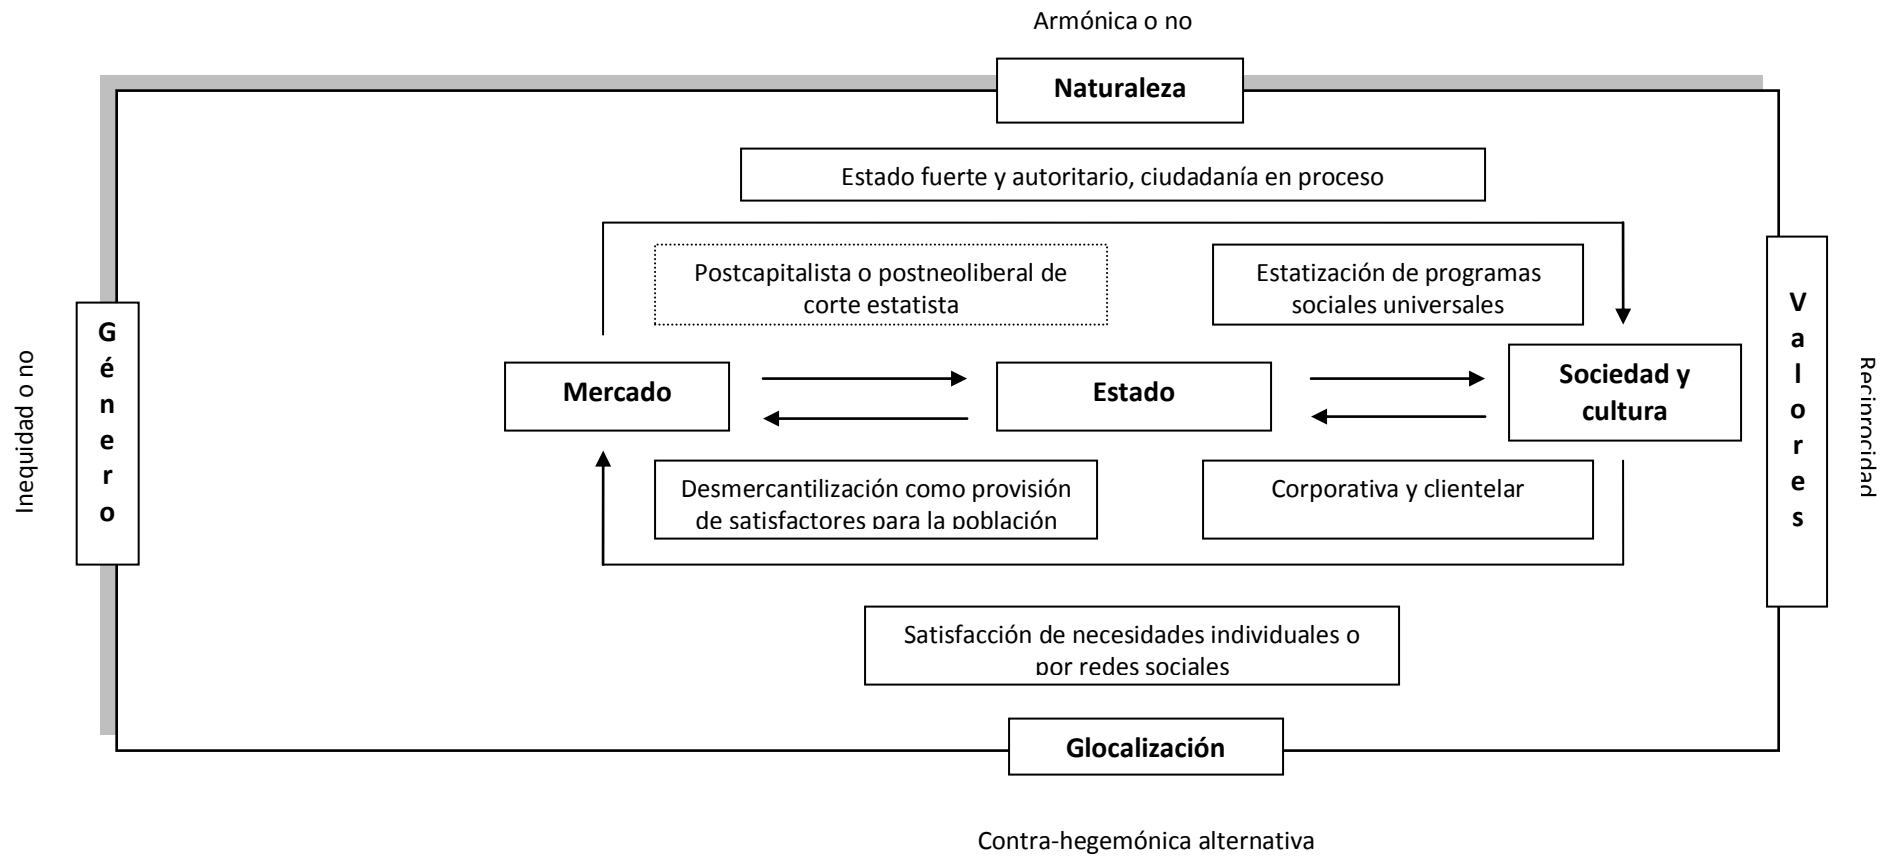 Armónica o no
Naturaleza
Estado fuerte y autoritario, ciudadanía en proceso
Postcapitalista o postneoliberal de
corte estatista
Estatización de programas
sociales universales
Género
Inequidad o no
Mercado
Estado
Sociedad y
cultura
Valores
Reciprocidad
Desmercantilización como provisión
de satisfactores para la población
Corporativa y clientelar
Satisfacción de necesidades individuales o
por redes sociales
Glocalización
Contra-hegemónica alternativa